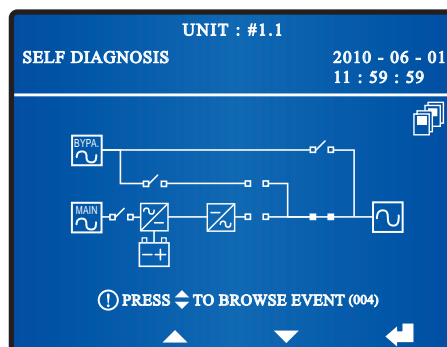 UNIT : #1.1
SELF DIAGNOSIS
2010 - 06 - 01
11 : 59 : 59
BYPA.
MAIN
PRESS TO BROWSE EVENT (004)